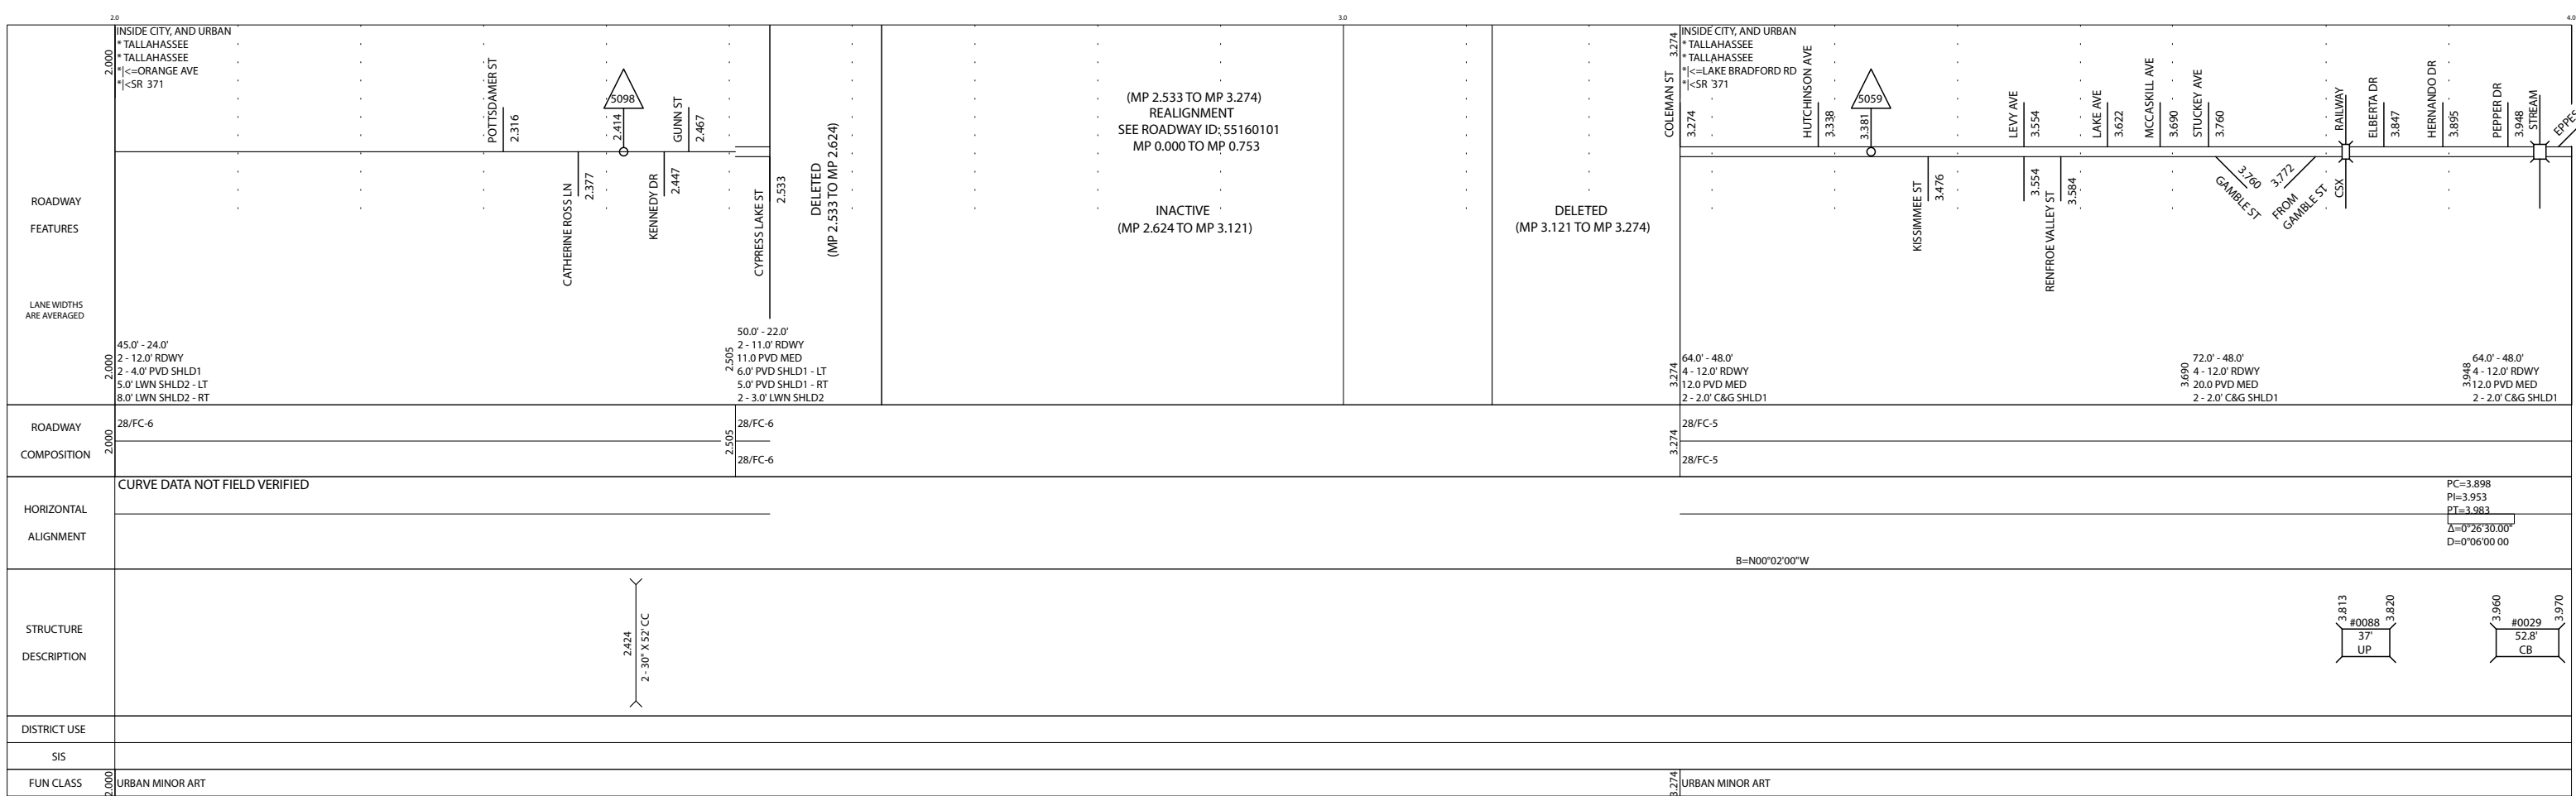 2.0
3.0
4.0
ROADWAY
FEATURES
LANE WIDTHS
ARE AVERAGED
2.000
INSIDE CITY, AND URBAN
* TALLAHASSEE
* TALLAHASSEE
*|<=ORANGE AVE
*|<SR 371
POTTSDAMER ST
2.316
CATHERINE ROSS LN
2.377
5098
2.414
KENNEDY DR
2.447
GUNN ST
2.467
CYPRESS LAKE ST
2.533
DELETED
(MP 2.533 TO MP 2.624)
(MP 2.533 TO MP 3.274)
REALIGNMENT
SEE ROADWAY ID: 55160101
MP 0.000 TO MP 0.753
INACTIVE
(MP 2.624 TO MP 3.121)
DELETED
(MP 3.121 TO MP 3.274)
3.274
INSIDE CITY, AND URBAN
* TALLAHASSEE
* TALLAHASSEE
*|<=LAKE BRADFORD RD
*|<SR 371
COLEMAN ST
3.274
HUTCHINSON AVE
3.338
5059
3.381
KISSIMMEE ST
3.476
LEVY AVE
3.554
3.554
RENFROE VALLEY ST
3.584
LAKE AVE
3.622
MCCASKILL AVE
3.690
STUCKEY AVE
3.760
3.760
GAMBLE ST
3.772
FROM
GAMBLE ST
RAILWAY
CSX
ELBERTA DR
3.847
HERNANDO DR
3.895
PEPPER DR
3.948
STREAM
EPPES
2.000
45.0' - 24.0'
2 - 12.0' RDWY
2 - 4.0' PVD SHLD1
5.0' LWN SHLD2 - LT
8.0' LWN SHLD2 - RT
2.505
50.0' - 22.0'
2 - 11.0' RDWY
11.0 PVD MED
6.0' PVD SHLD1 - LT
5.0' PVD SHLD1 - RT
2 - 3.0' LWN SHLD2
3.274
64.0' - 48.0'
4 - 12.0' RDWY
12.0 PVD MED
2 - 2.0' C&G SHLD1
3.690
72.0' - 48.0'
4 - 12.0' RDWY
20.0 PVD MED
2 - 2.0' C&G SHLD1
3.948
64.0' - 48.0'
4 - 12.0' RDWY
12.0 PVD MED
2 - 2.0' C&G SHLD1
ROADWAY
COMPOSITION
2.000
28/FC-6
2.505
28/FC-6
28/FC-6
3.274
28/FC-5
28/FC-5
HORIZONTAL
ALIGNMENT
CURVE DATA NOT FIELD VERIFIED
B=N00°02'00"W
PC=3.898
PI=3.953
PT=3.983
Δ=0°26'30.00"
D=0°06'00 00
STRUCTURE
DESCRIPTION
2.424
2 - 30" X 52' CC
3.813
3.820
#0088
37'
UP
3.960
3.970
#0029
52.8'
CB
DISTRICT USE
SIS
FUN CLASS
2.000
URBAN MINOR ART
3.274
URBAN MINOR ART